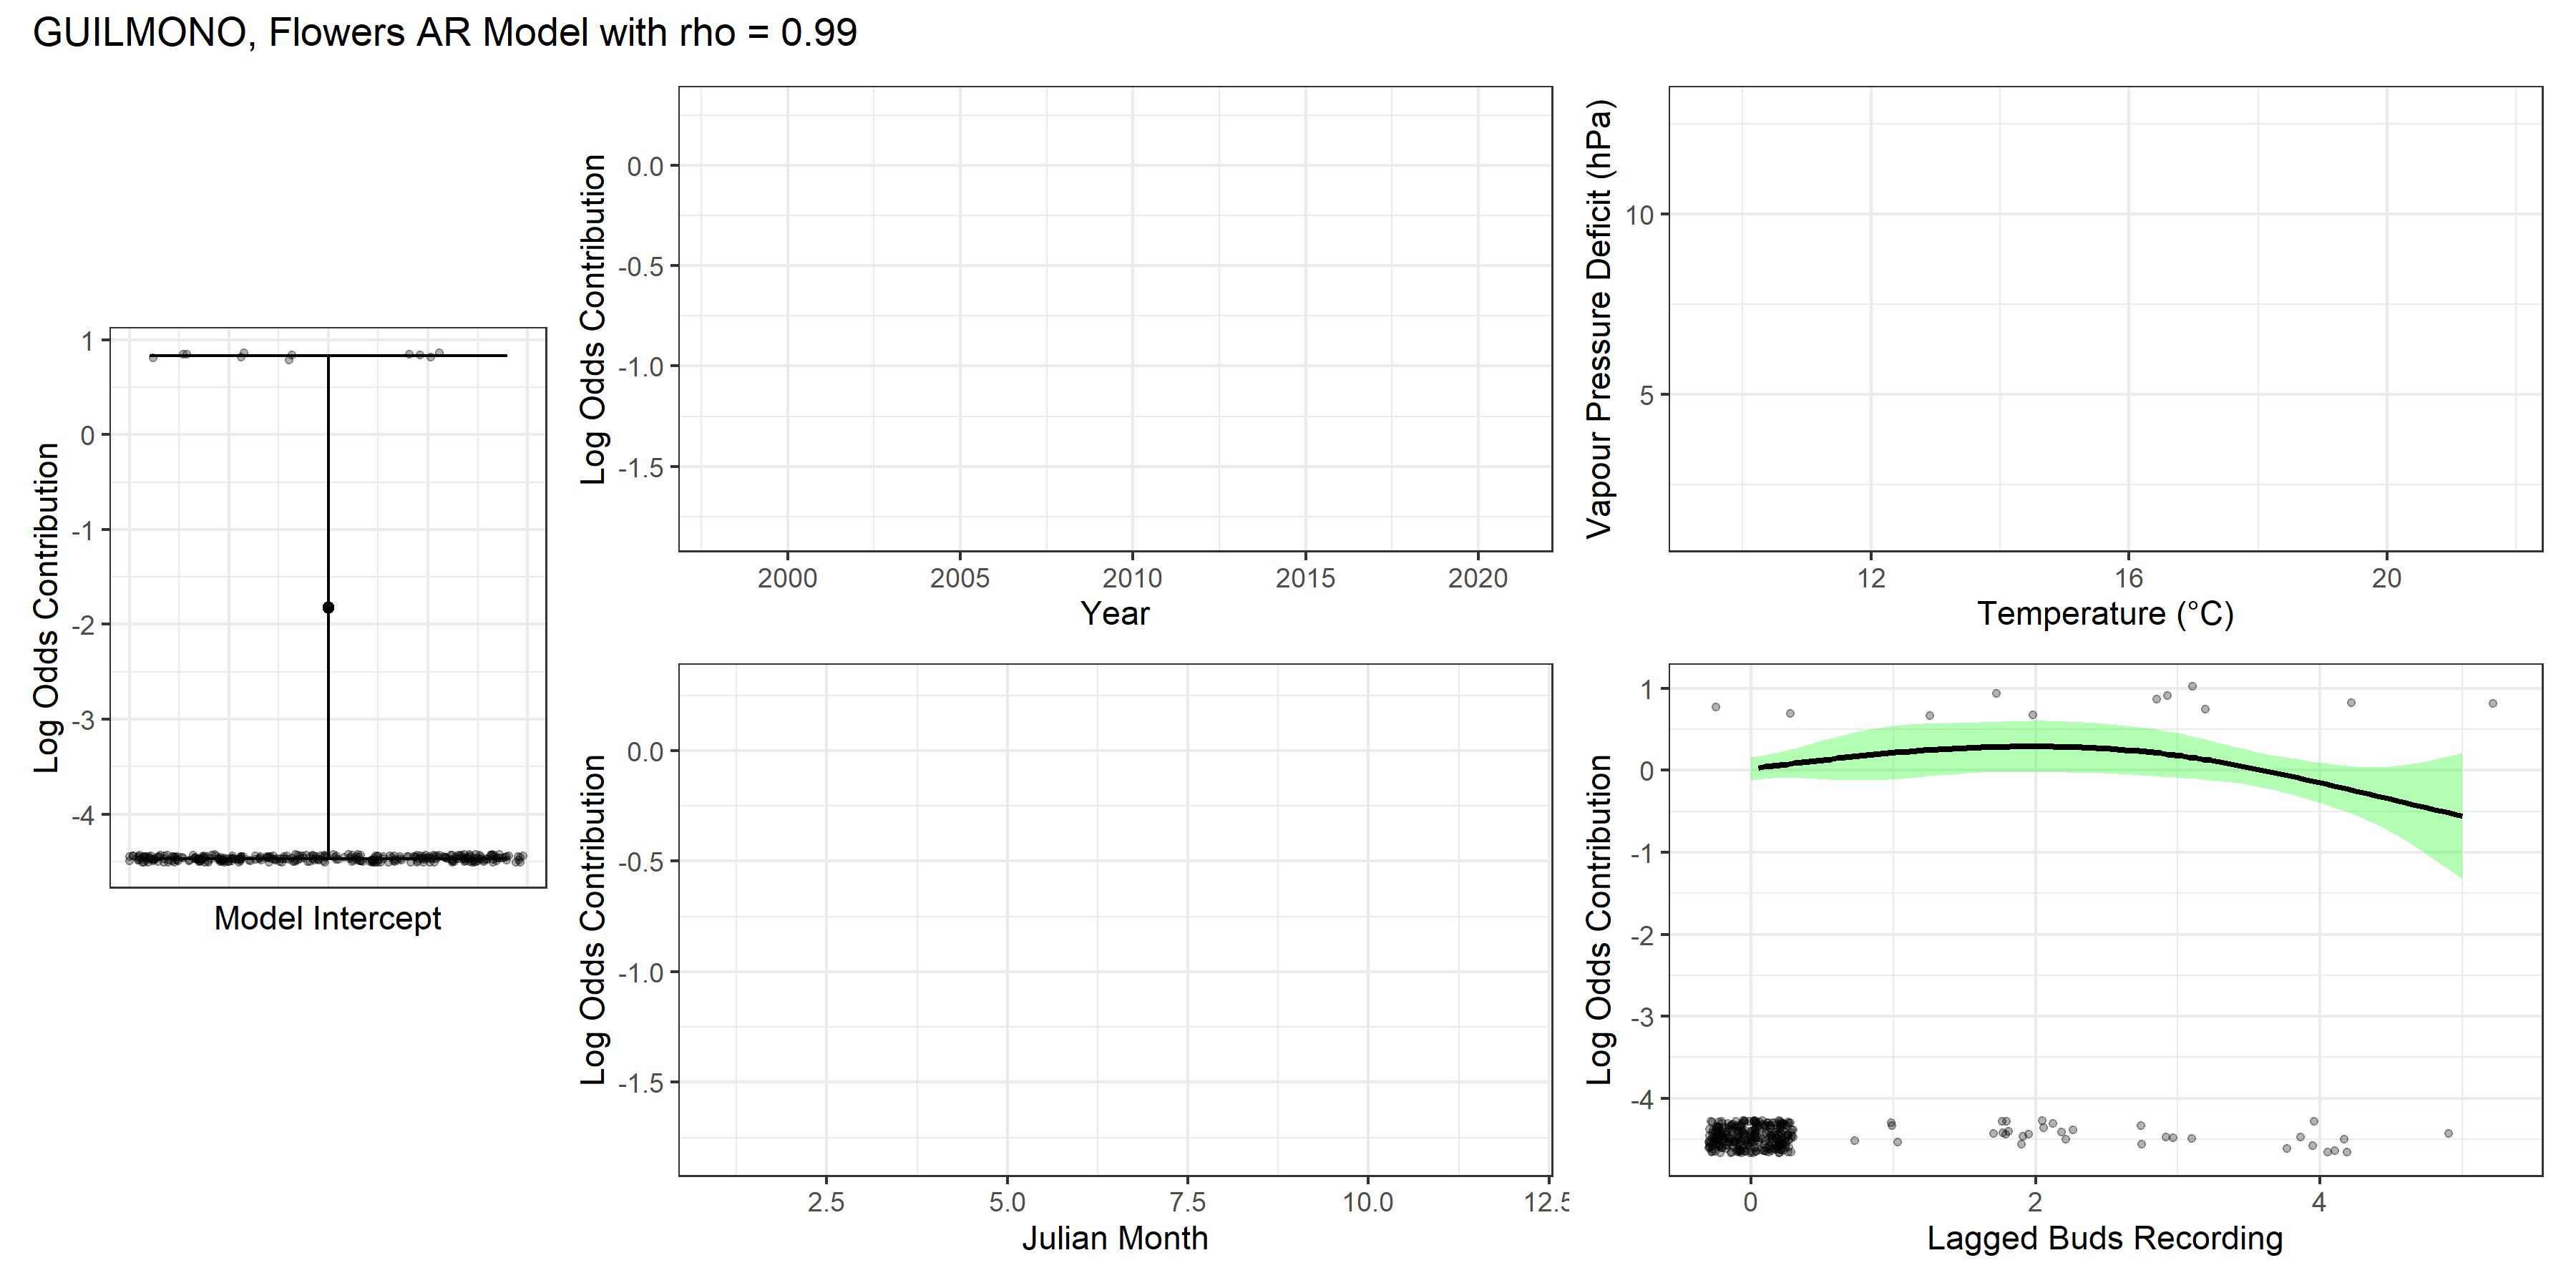 GUILMONO, Flowers AR Model with rho = 0.99
Log Odds Contribution
1
0
-1
-2
-3
-4
Model Intercept
Log Odds Contribution
0.0
-0.5
-1.0
-1.5
2000 2005 2010 2015 2020
Year
Vapour Pressure Deficit (hPa)
10
5
12 16 20
Temperature (°C)
Log Odds Contribution
0.0
-0.5
-1.0
-1.5
2.5 5.0 7.5 10.0 12.5
Julian Month
Log Odds Contribution
1
0
-1
-2
-3
-4
0 2 4
Lagged Buds Recording